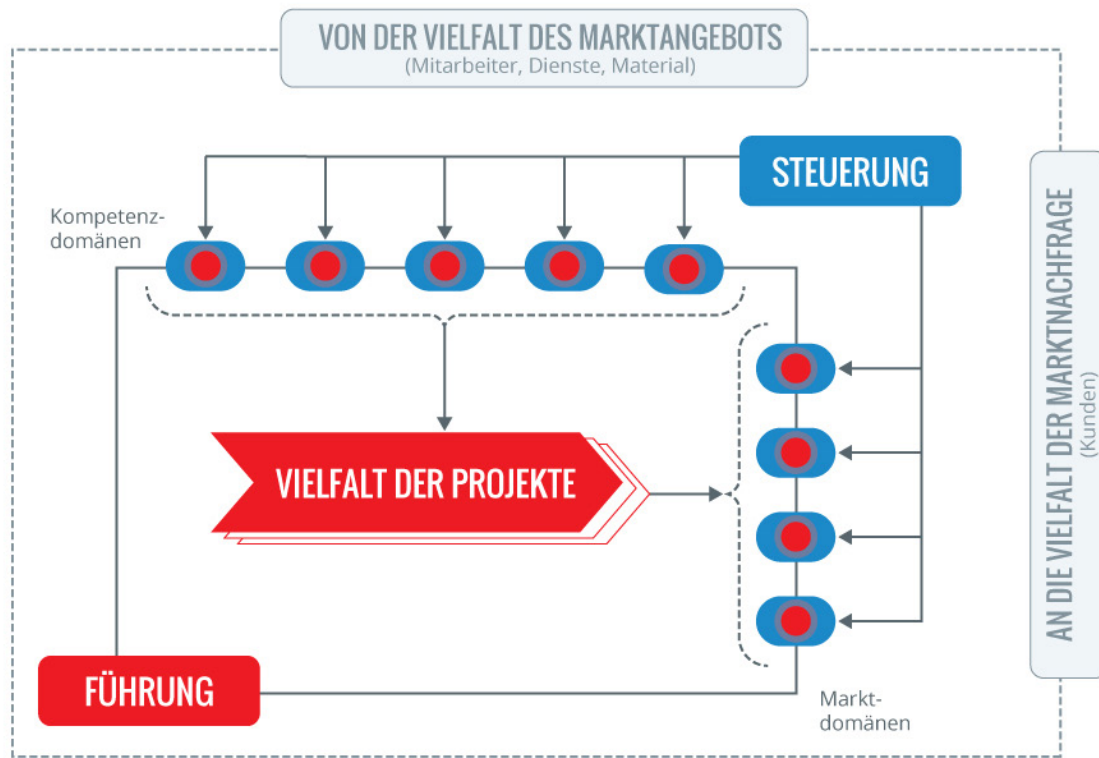 VON DER VIELFALT DES MARKTANGEBOTS
(Mitarbeiter, Dienste, Material)
STEUERUNG
Kompetenz-
domänen
VIELFALT DER PROJEKTE
AN DIE VIELFALT DER MARKTNACHFRAGE
(Kunden)
FÜHRUNG
Markt-
domänen